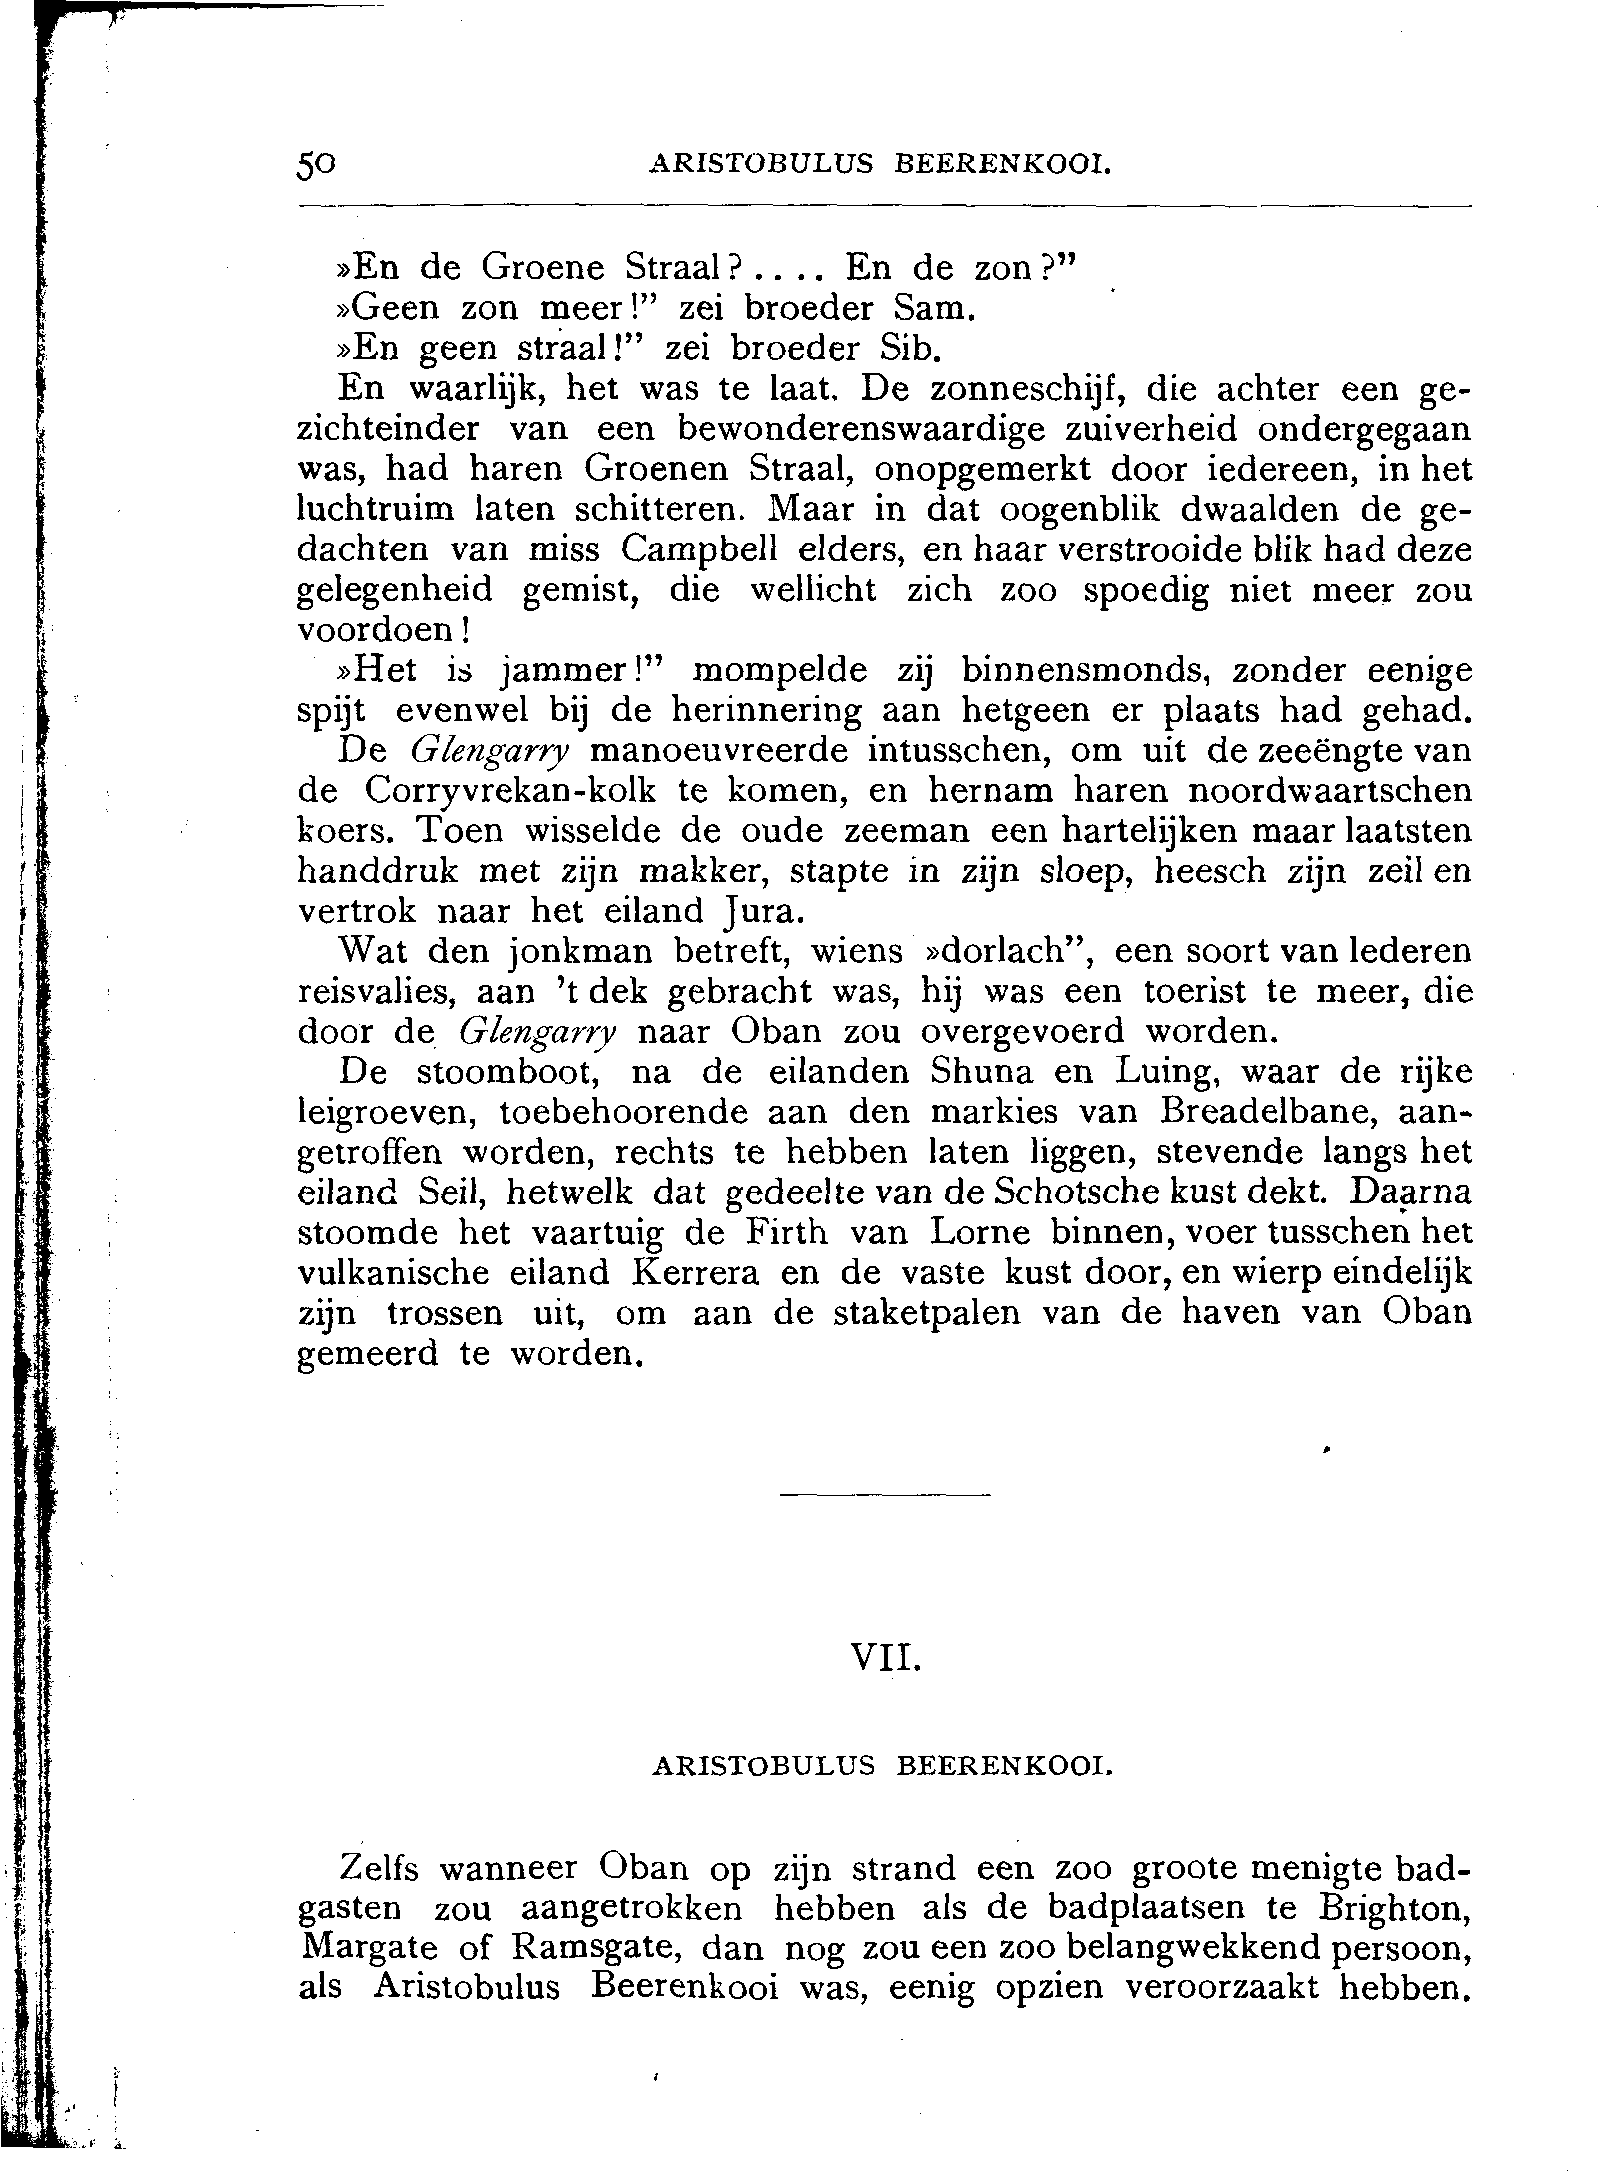 50 ARISTOBULUS BEERENKOOI.
»En de Groene Straal? .... En de zon?”
»Geen zon meer!” zei broeder Sam.
»En geen straal!” zei broeder Sib.
En waarlijk, het was te laat. De zonneschijf, die achter een ge-
zichteinder van een bewonderenswaardige zuiverheid ondergegaan
was, had haren Groenen Straal, onopgemerkt door iedereen, in het
luchtruim laten schitteren. Maar in dat oogenblik dwaalden de ge-
dachten van miss Campbell elders, en haar verstrooide blik had deze
gelegenheid gemist, die wellicht zich zoo spoedig niet meer zou
voordoen!
»Het is jammer!” mompelde zij binnensmonds, zonder eenige
spijt evenwel bij de herinnering aan hetgeen er plaats had gehad.
De Glengarry manoeuvreerde intusschen, om uit de zeeëngte van
de Corryvrekan-kolk te komen, en hernam haren noordwaartschen
koers. Toen wisselde de oude zeeman een hartelijken maar laatsten
handdruk met zijn makker, stapte in zijn sloep, heesch zijn zeil en
vertrok naar het eiland Jura.
Wat den jonkman betreft, wiens »dorlach”, een soort van lederen
reisvalies, aan 't dek gebracht was, hij was een toerist te meer, die
door de Glengarry naar Oban zou overgevoerd worden.
De stoomboot, na de eilanden Shuna en Luing, waar de rijke
leigroeven, toebehoorende aan den markies van Breadelbane, aan-
getroffen worden, rechts te hebben laten liggen, stevende langs het
eiland Seil, hetwelk dat gedeelte van de Schotsche kust dekt. Daarna
stoomde het vaartuig de Firth van Lorne binnen, voer tusschen het
vulkanische eiland Kerrera en de vaste kust door, en wierp eindelijk
zijn trossen uit, om aan de staketpalen van de haven van Oban
gemeerd te worden.
VII.
ARISTOBULUS BEERENKOOI.
Zelfs wanneer Oban op zijn strand een zoo groote menigte bad-
gasten zou aangetrokken hebben als de badplaatsen te Brighton,
Margate of Ramsgate, dan nog zou een zoo belangwekkend persoon,
als Aristobulus Beerenkooi was, eenig opzien veroorzaakt hebben.